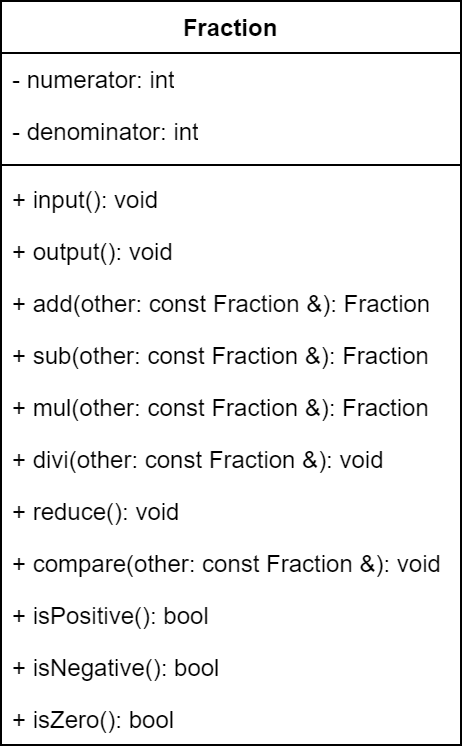 Fraction
- numerator: int
- denominator: int
+ input(): void
+ output(): void
+ add(other: const Fraction &): Fraction
+ sub(other: const Fraction &): Fraction
+ mul(other: const Fraction &): Fraction
+ divi(other: const Fraction &): void
+ reduce(): void
+ compare(other: const Fraction &): void
+ isPositive(): bool
+ isNegative(): bool
+ isZero(): bool